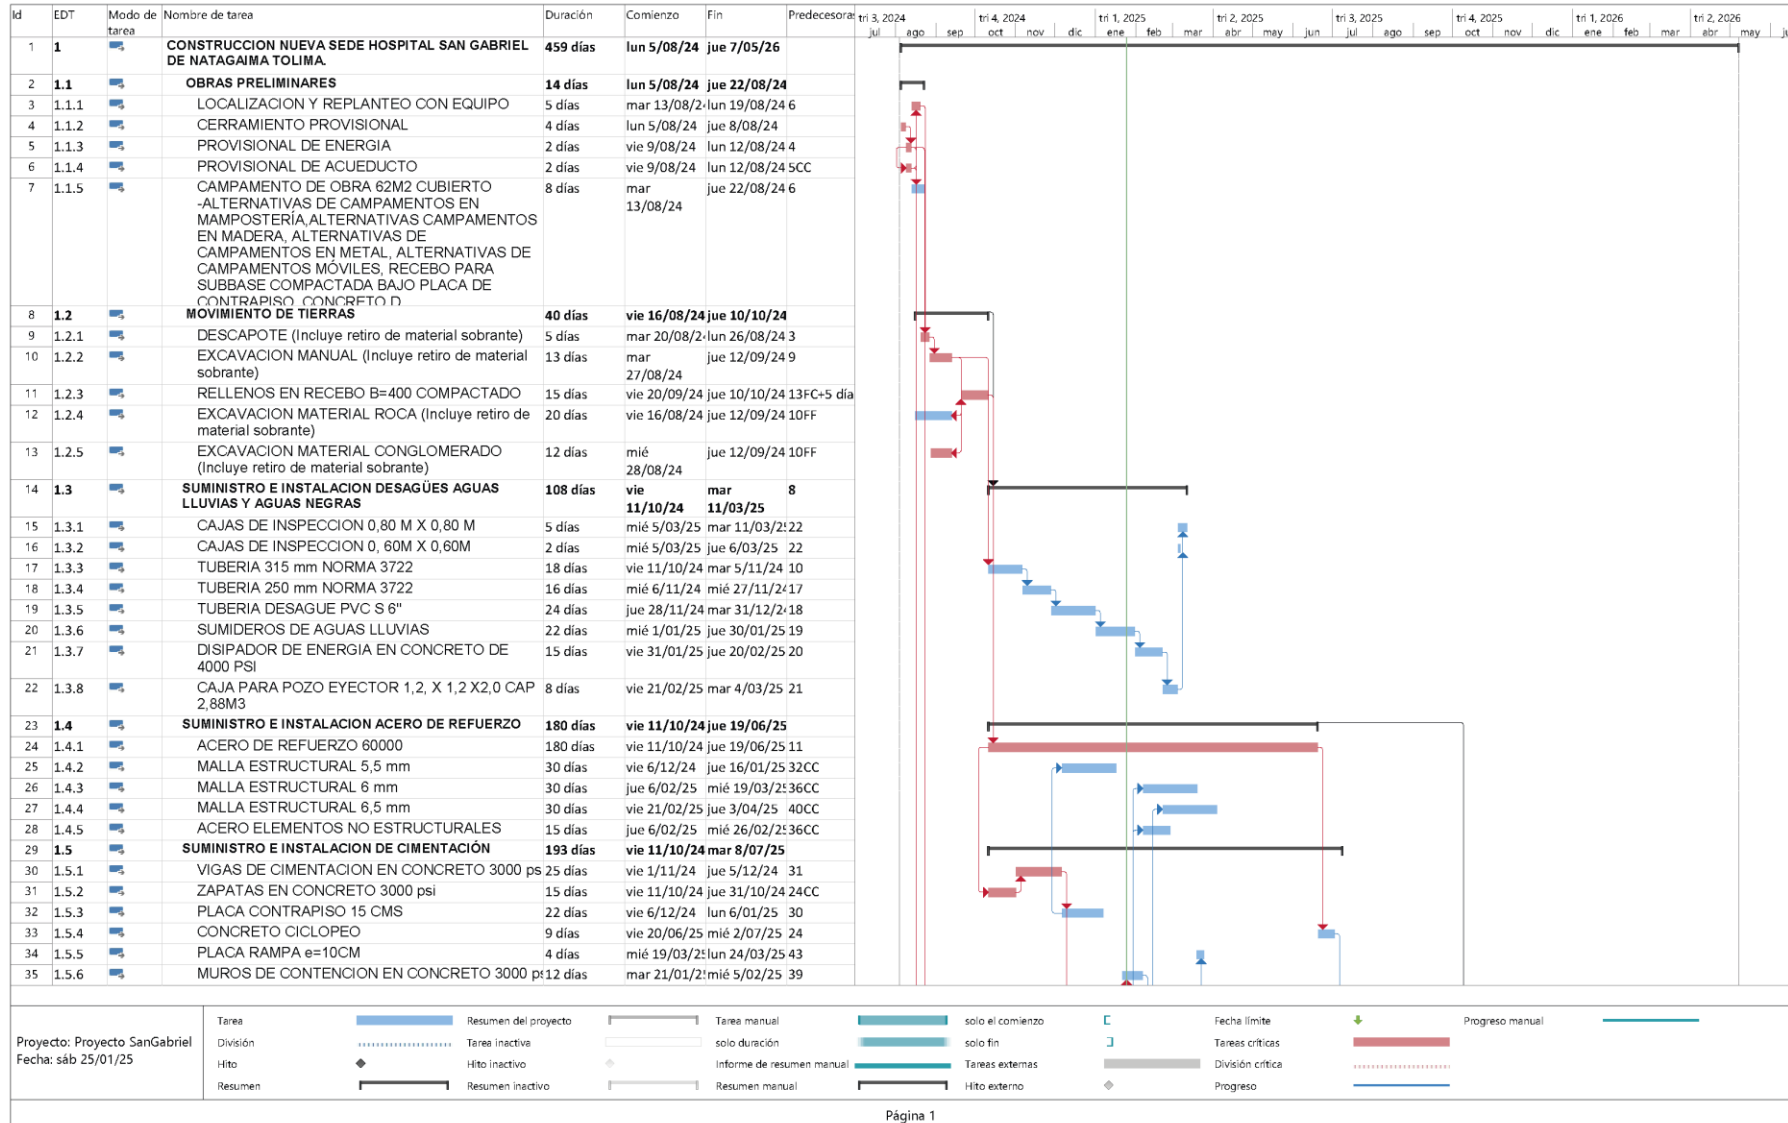 Id EDT Modo de tarea Nombre de tarea Duración Comienzo Fin Predecesoras
tri 3, 2024 tri 4, 2024 tri 1, 2025 tri 2, 2025 tri 3, 2025 tri 4, 2025 tri 1, 2026 tri 2, 2026
jul ago sep oct nov dic ene feb mar abr may jun jul ago sep oct nov dic ene feb mar abr may ju
1 1 CONSTRUCCION NUEVA SEDE HOSPITAL SAN GABRIEL 459 días lun 5/08/24 jue 7/05/26
DE NATAGAIMA TOLIMA.
2 1.1 OBRAS PRELIMINARES 14 días lun 5/08/24 jue 22/08/24
3 1.1.1 LOCALIZACION Y REPLANTEO CON EQUIPO 5 días mar 13/08/24 lun 19/08/24 6
4 1.1.2 CERRAMIENTO PROVISIONAL 4 días lun 5/08/24 jue 8/08/24
5 1.1.3 PROVISIONAL DE ENERGIA 2 días vie 9/08/24 lun 12/08/24 4
6 1.1.4 PROVISIONAL DE ACUEDUCTO 2 días vie 9/08/24 lun 12/08/24 5CC
7 1.1.5 CAMPAMENTO DE OBRA 62M2 CUBIERTO 8 días mar jue 22/08/24 6
-ALTERNATIVAS DE CAMPAMENTOS EN 13/08/24
MAMPOSTERÍA,ALTERNATIVAS CAMPAMENTOS
EN MADERA, ALTERNATIVAS DE
CAMPAMENTOS EN METAL, ALTERNATIVAS DE
CAMPAMENTOS MÓVILES, RECEBO PARA
SUBBASE COMPACTADA BAJO PLACA DE
CONTRAPISO, CONCRETO D
8 1.2 MOVIMIENTO DE TIERRAS 40 días vie 16/08/24 jue 10/10/24
9 1.2.1 DESCAPOTE (Incluye retiro de material sobrante) 5 días mar 20/08/2 lun 26/08/24 3
10 1.2.2 EXCAVACION MANUAL (Incluye retiro de material 13 días mar jue 12/09/24 9
sobrante) 27/08/24
11 1.2.3 RELLENOS EN RECEBO B=400 COMPACTADO 15 días vie 20/09/24 jue 10/10/24 13FC+5 día
12 1.2.4 EXCAVACION MATERIAL ROCA (Incluye retiro de 20 días vie 16/08/24 jue 12/09/24 10FF
material sobrante)
13 1.2.5 EXCAVACION MATERIAL CONGLOMERADO 12 días mié jue 12/09/24 10FF
(Incluye retiro de material sobrante) 28/08/24
14 1.3 SUMINISTRO E INSTALACION DESAGÜES AGUAS 108 días vie mar 8
LLUVIAS Y AGUAS NEGRAS 11/10/24 11/03/25
15 1.3.1 CAJAS DE INSPECCION 0,80 M X 0,80 M 5 días mié 5/03/25 mar 11/03/25 22
16 1.3.2 CAJAS DE INSPECCION 0, 60M X 0,60M 2 días mié 5/03/25 jue 6/03/25 22
17 1.3.3 TUBERIA 315 mm NORMA 3722 18 días vie 11/10/24 mar 5/11/24 10
18 1.3.4 TUBERIA 250 mm NORMA 3722 16 días mié 6/11/24 mié 27/11/24 17
19 1.3.5 TUBERIA DESAGUE PVC S 6" 24 días jue 28/11/24 mar 31/12/24 18
20 1.3.6 SUMIDEROS DE AGUAS LLUVIAS 22 días mié 1/01/25 jue 30/01/25 19
21 1.3.7 DISIPADOR DE ENERGIA EN CONCRETO DE 15 días vie 31/01/25 jue 20/02/25 20
4000 PSI
22 1.3.8 CAJA PARA POZO EYECTOR 1,2, X 1,2 X2,0 CAP 8 días vie 21/02/25 mar 4/03/25 21
2,88M3
23 1.4 SUMINISTRO E INSTALACION ACERO DE REFUERZO 180 días vie 11/10/24 jue 19/06/25
24 1.4.1 ACERO DE REFUERZO 60000 180 días vie 11/10/24 jue 19/06/25 11
25 1.4.2 MALLA ESTRUCTURAL 5,5 mm 30 días vie 6/12/24 jue 16/01/25 32CC
26 1.4.3 MALLA ESTRUCTURAL 6 mm 30 días jue 6/02/25 mié 19/03/25 36CC
27 1.4.4 MALLA ESTRUCTURAL 6,5 mm 30 días vie 21/02/25 jue 3/04/25 40CC
28 1.4.5 ACERO ELEMENTOS NO ESTRUCTURALES 15 días jue 6/02/25 mié 26/02/25 36CC
29 1.5 SUMINISTRO E INSTALACION DE CIMENTACIÓN 193 días vie 11/10/24 mar 8/07/25
30 1.5.1 VIGAS DE CIMENTACION EN CONCRETO 3000 ps 25 días vie 1/11/24 jue 5/12/24 31
31 1.5.2 ZAPATAS EN CONCRETO 3000 psi 15 días vie 11/10/24 jue 31/10/24 24CC
32 1.5.3 PLACA CONTRAPISO 15 CMS 22 días vie 6/12/24 lun 6/01/25 30
33 1.5.4 CONCRETO CICLOPEO 9 días vie 20/06/25 mié 2/07/25 24
34 1.5.5 PLACA RAMPA e=10CM 4 días mié 19/03/25 lun 24/03/25 43
35 1.5.6 MUROS DE CONTENCION EN CONCRETO 3000 ps 12 días mar 21/01/25 mié 5/02/25 39
Proyecto: Proyecto SanGabriel
Fecha: sáb 25/01/25
Tarea Resumen del proyecto Tarea manual solo el comienzo Fecha límite Progreso manual
División Tarea inactiva solo duración solo fin Tareas críticas
Hito Hito inactivo Informe de resumen manual Tareas externas División crítica
Resumen Resumen inactivo Resumen manual Hito externo Progreso
Página 1